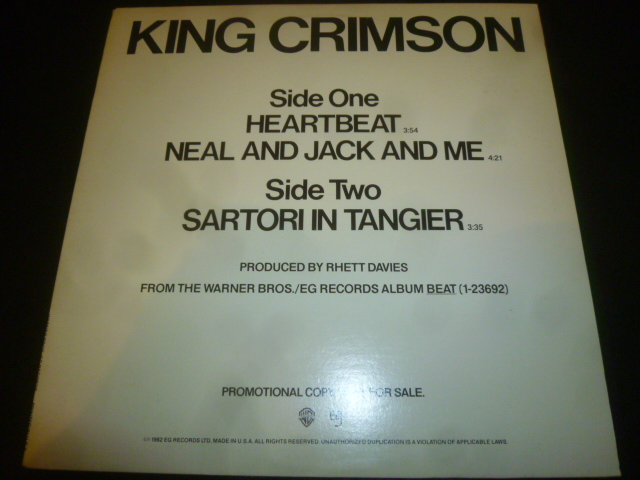 KING CRIMSON
Side One
HEARTBEAT 3:54
NEAL AND JACK AND ME 4:21
Side Two
SARTORI IN TANGIER 3:35
PRODUCED BY RHETT DAVIES
FROM THE WARNER BROS./EG RECORDS ALBUM BEAT (1-23692)
PROMOTIONAL FOR SALE.
1982 EG RECORDS LTD. MADE IN U.S.A. ALL RIGHTS RESERVED. UNAUTHORIZED DUPLICATION IS A VIOLATION OF APPLICABLE LAWS.